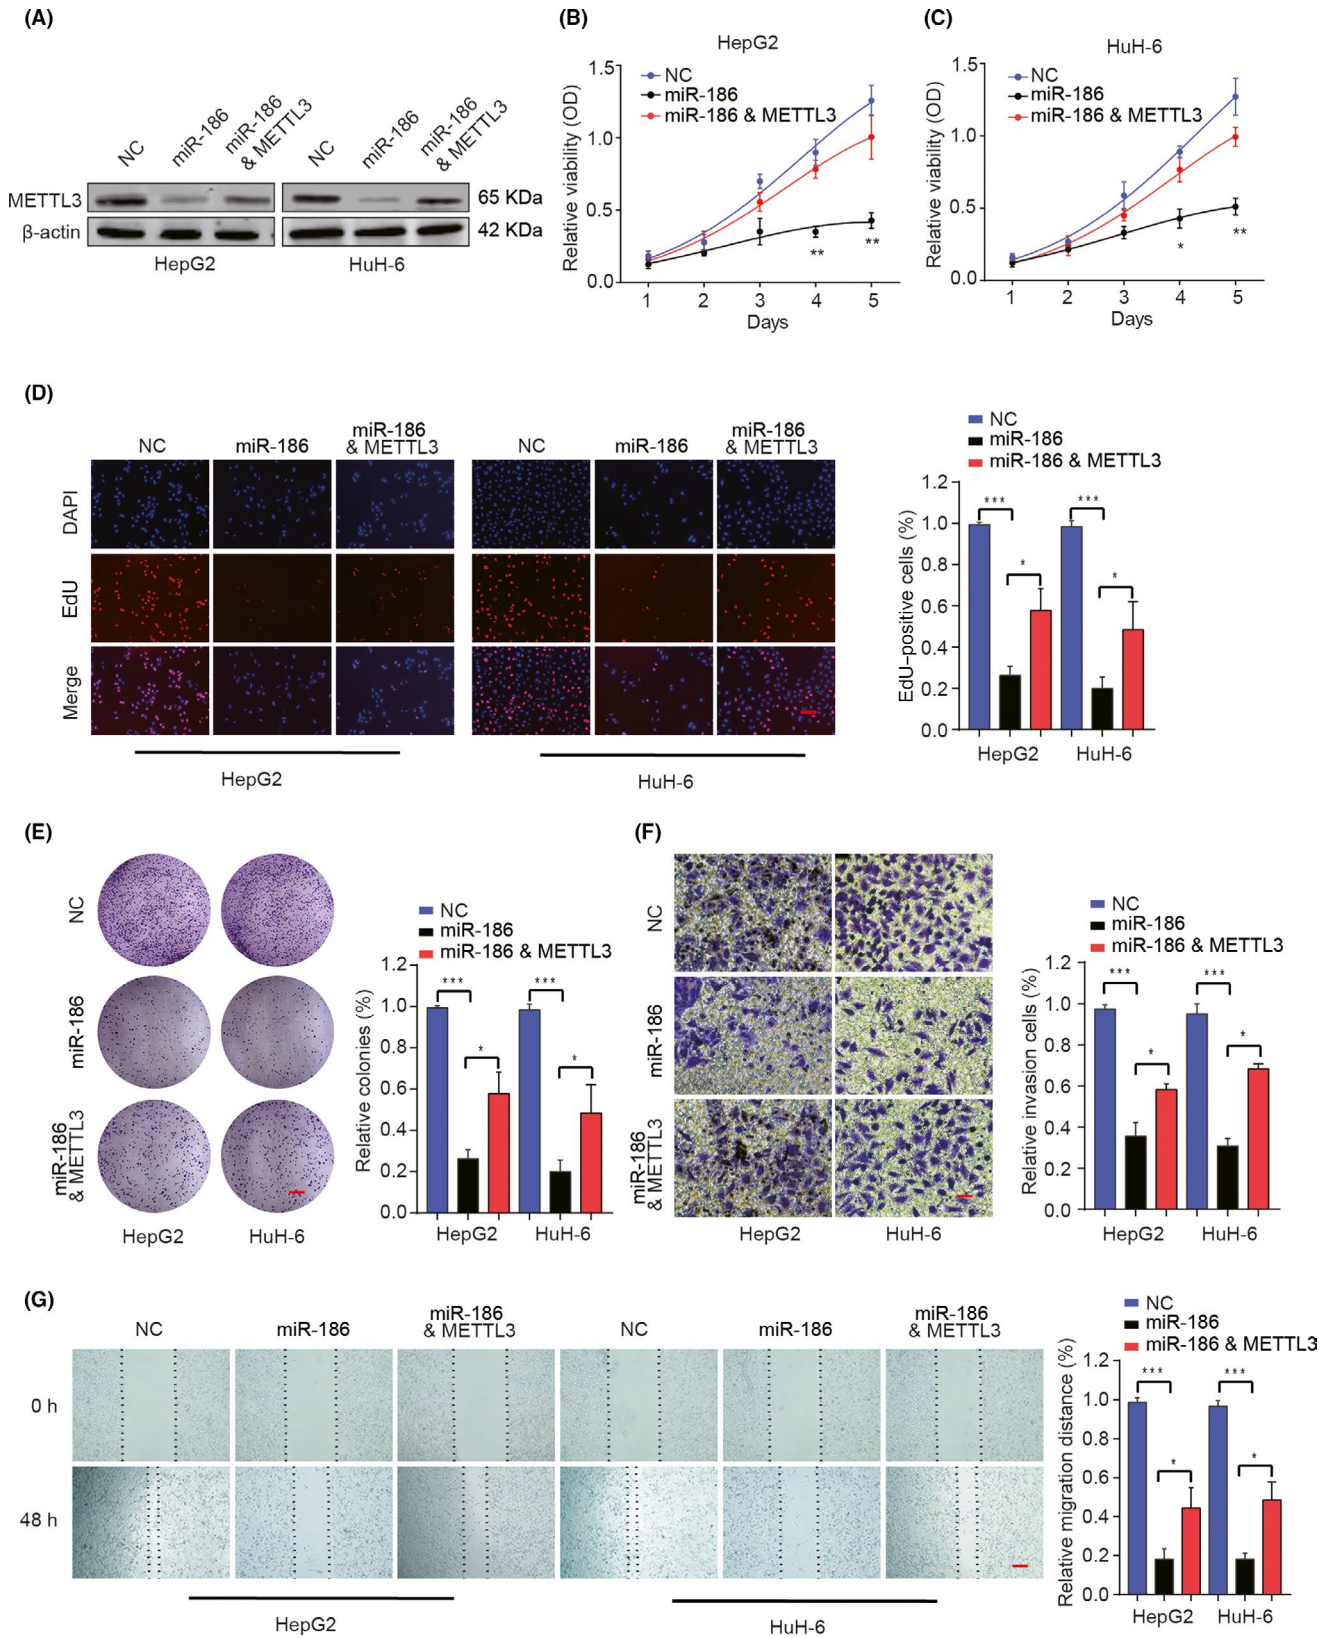 (A)
NC
miR-186
miR-186
& METTL3
NC
miR-186
miR-186
& METTL3
METTL3
65 KDa
β-actin
42 KDa
HepG2
HuH-6
(B)
HepG2
NC
miR-186
miR-186 & METTL3
Relative viability (OD)
1.5
1.0
0.5
0.0
**
**
1 2 3 4 5
Days
(C)
HuH-6
NC
miR-186
miR-186 & METTL3
Relative viability (OD)
1.5
1.0
0.5
0.0
*
**
1 2 3 4 5
Days
(D)
NC
miR-186
miR-186
& METTL3
NC
miR-186
miR-186
& METTL3
DAPI
EdU
Merge
HepG2
HuH-6
NC
miR-186
miR-186 & METTL3
EdU-positive cells (%)
1.2
1.0
0.8
0.6
0.4
0.2
0.0
***
*
***
*
HepG2
HuH-6
(E)
NC
miR-186
miR-186
& METTL3
HepG2
HuH-6
NC
miR-186
miR-186 & METTL3
Relative colonies (%)
1.2
1.0
0.8
0.6
0.4
0.2
0.0
***
*
***
*
HepG2
HuH-6
(F)
NC
miR-186
miR-186
& METTL3
HepG2
HuH-6
NC
miR-186
miR-186 & METTL3
Relative invasion cells (%)
1.2
1.0
0.8
0.6
0.4
0.2
0.0
***
*
***
*
HepG2
HuH-6
(G)
NC
miR-186
miR-186
& METTL3
NC
miR-186
miR-186
& METTL3
0 h
48 h
HepG2
HuH-6
NC
miR-186
miR-186 & METTL3
Relative migration distance (%)
1.2
1.0
0.8
0.6
0.4
0.2
0.0
***
*
***
*
HepG2
HuH-6